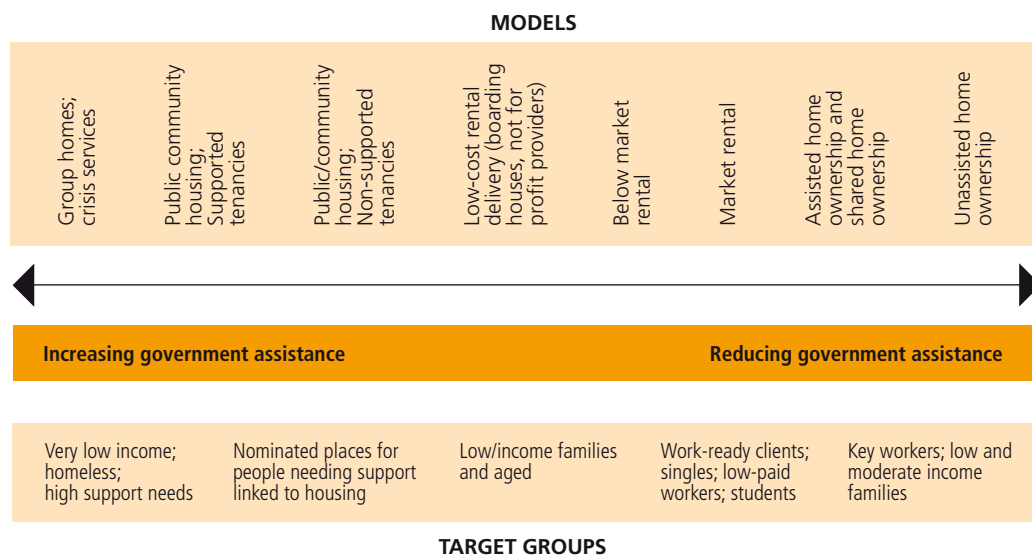 MODELS
Group homes;
crisis services
Public community
housing;
Supported
tenancies
Public/community
housing;
Non-supported
tenancies
Low-cost rental
delivery (boarding
houses, not for
profit providers)
Below market
rental
Market rental
Assisted home
ownership and
shared home
ownership
Unassisted home
ownership
Increasing government assistance
Reducing government assistance
Very low income;
homeless;
high support needs
Nominated places for
people needing support
linked to housing
Low/income families
and aged
Work-ready clients;
singles; low-paid
workers; students
Key workers; low and
moderate income
families
TARGET GROUPS